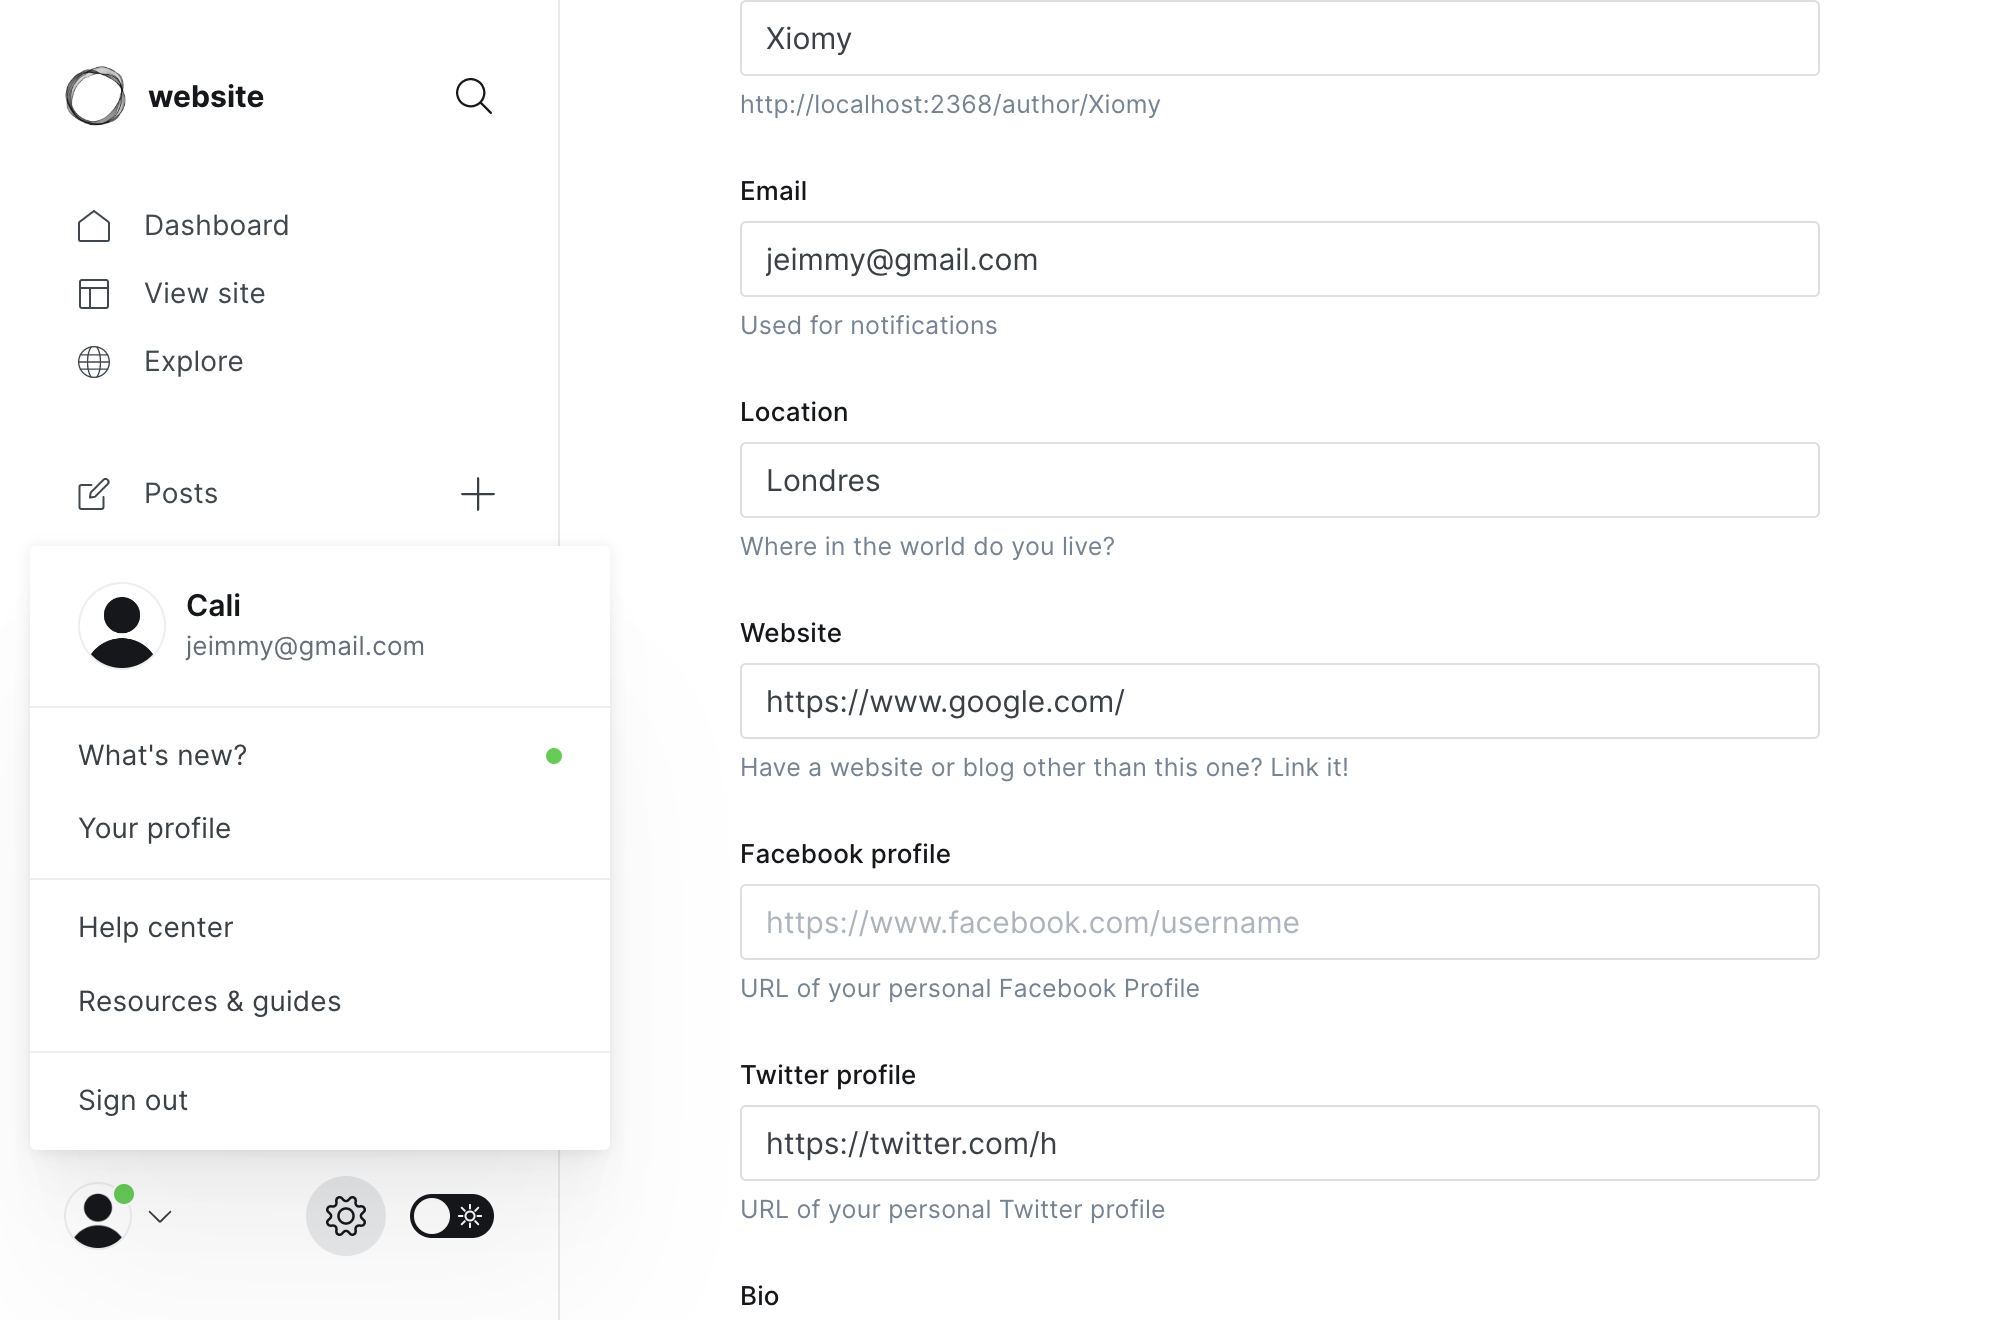 website
Dashboard
View site
Explore
Posts
Cali
jeimmy@gmail.com
What's new?
Your profile
Help center
Resources & guides
Sign out
Xiomy
http://localhost:2368/author/Xiomy
Email
jeimmy@gmail.com
Used for notifications
Location
Londres
Where in the world do you live?
Website
https://www.google.com/
Have a website or blog other than this one? Link it!
Facebook profile
https://www.facebook.com/username
URL of your personal Facebook Profile
Twitter profile
https://twitter.com/h
URL of your personal Twitter profile
Bio